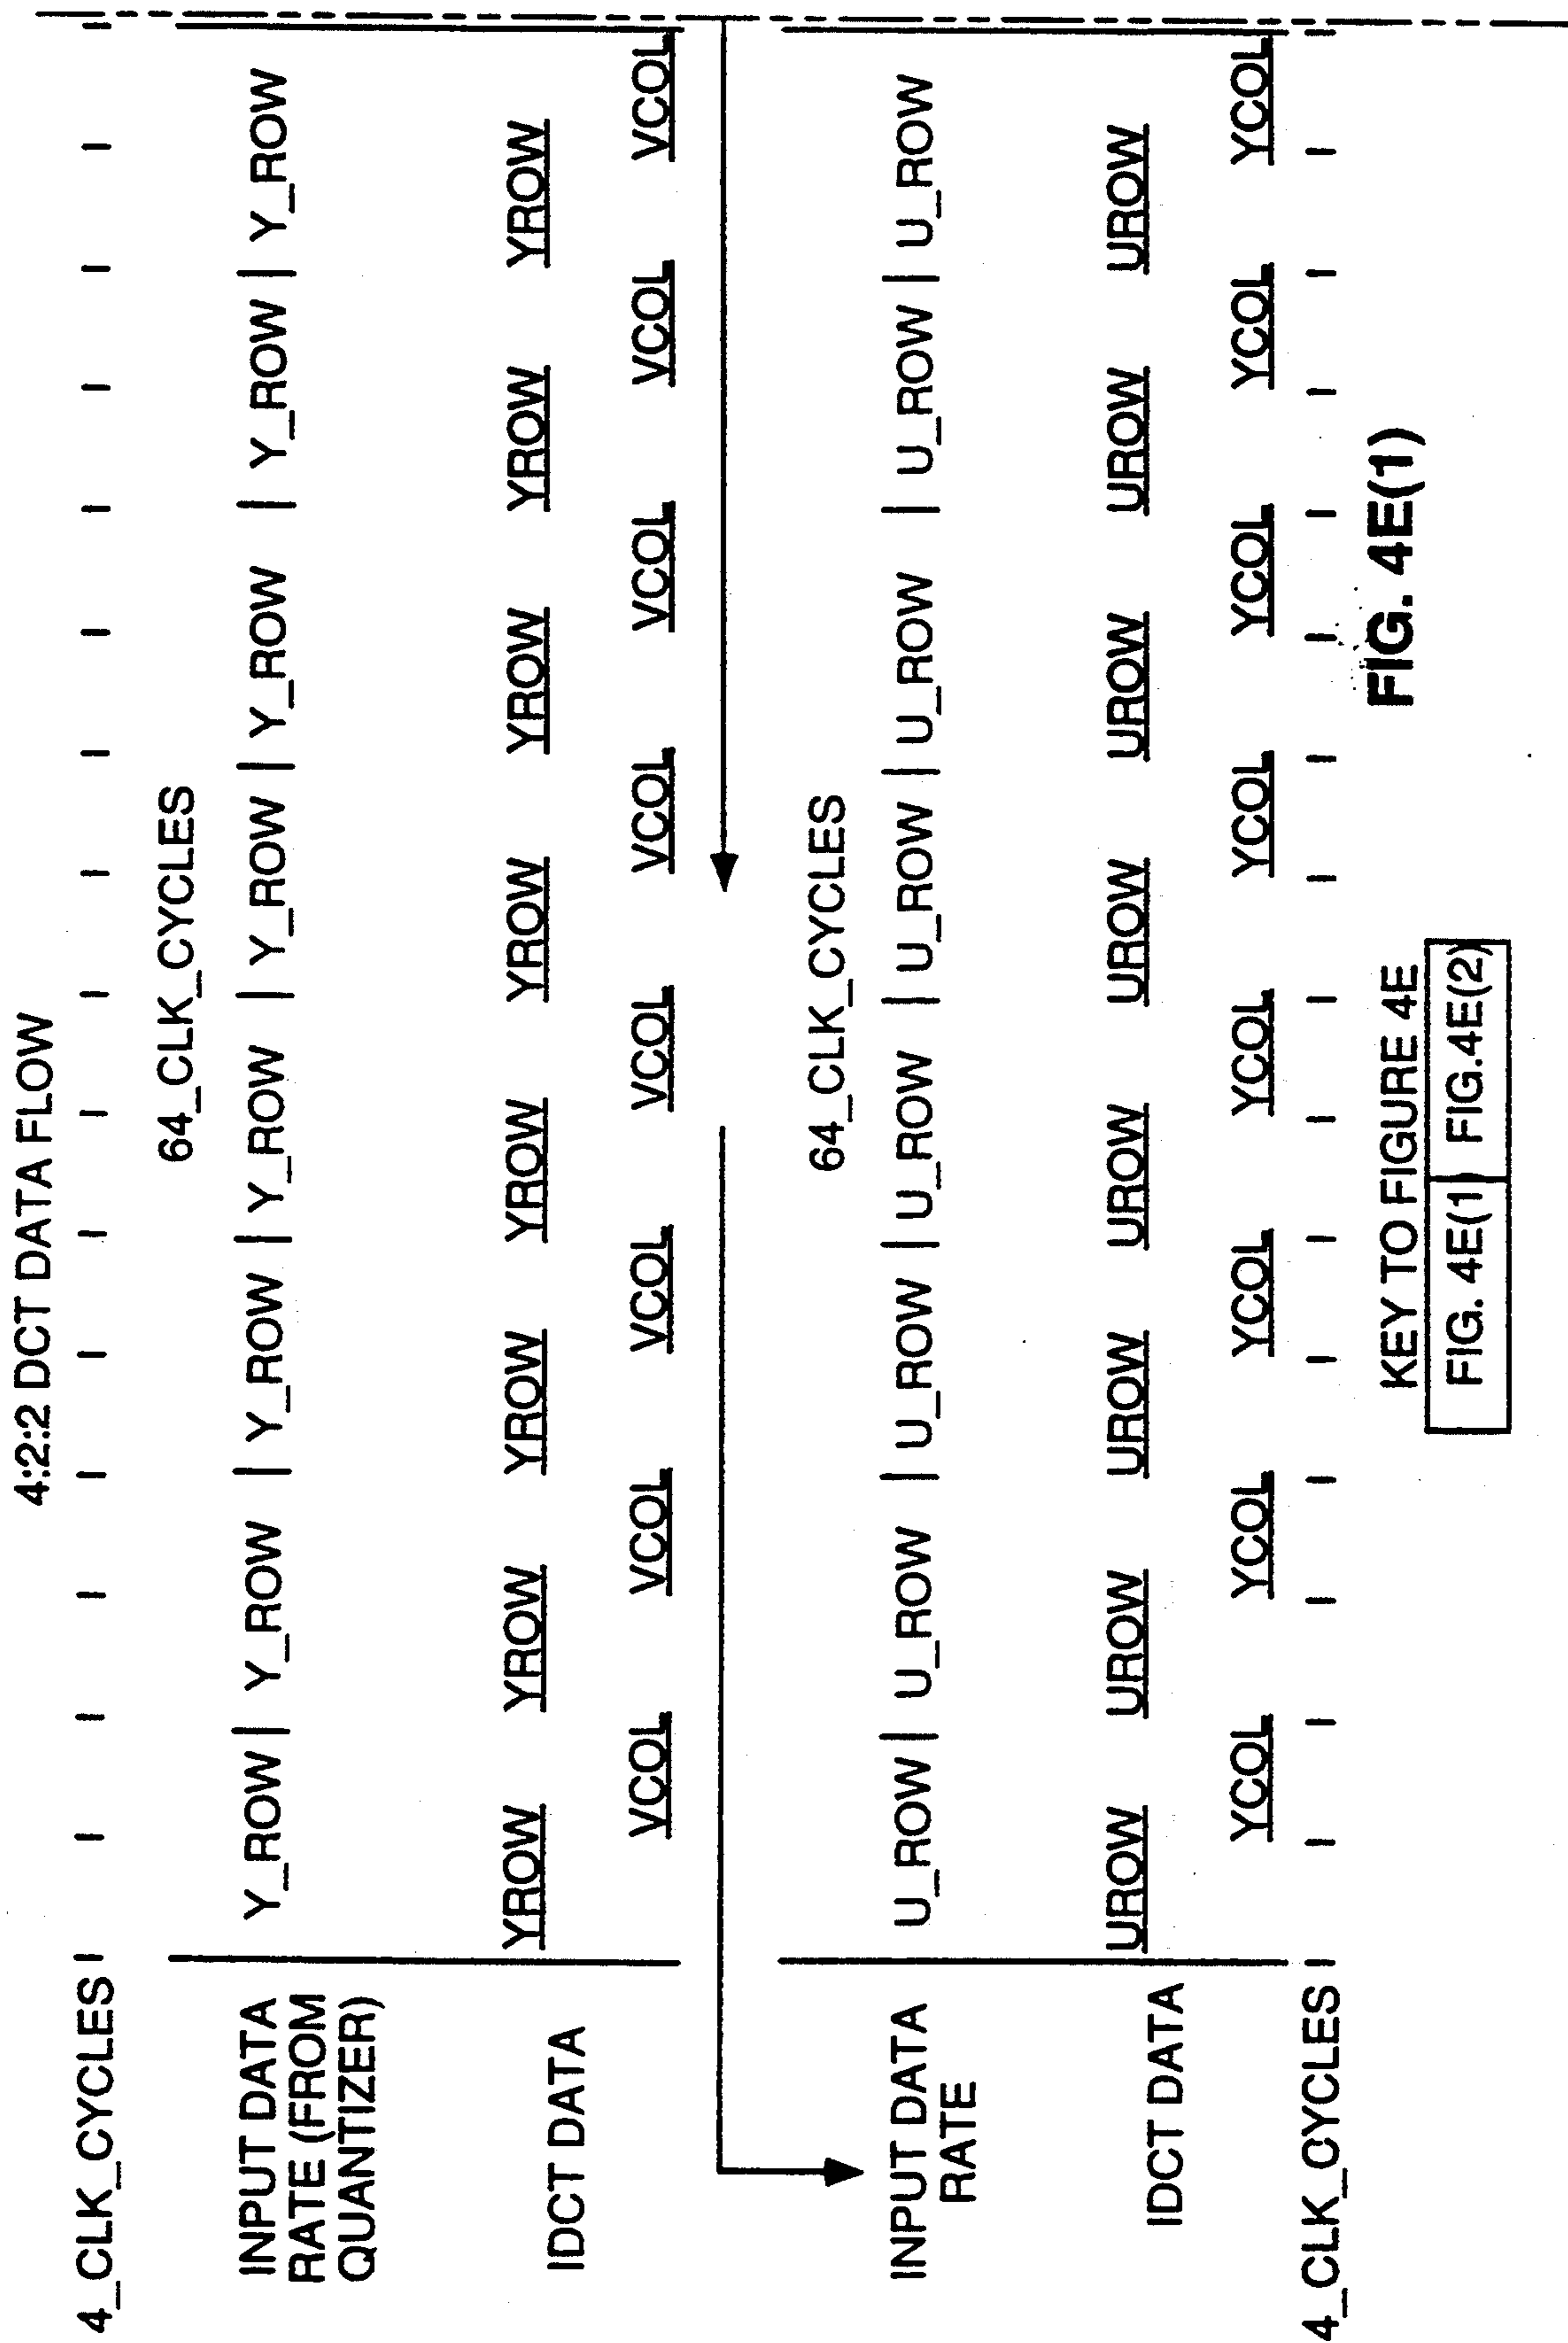 4:2:2 DCT DATA FLOW
4_CLK_CYCLES
64_CLK_CYCLES
INPUT DATA
RATE (FROM
QUANTIZER)
Y_ROW | Y_ROW | Y_ROW | Y_ROW | Y_ROW | Y_ROW | Y_ROW | Y_ROW
IDCT DATA
YROW YROW YROW YROW YROW YROW YROW YROW
VCOL VCOL VCOL VCOL VCOL VCOL VCOL VCOL
64_CLK_CYCLES
INPUT DATA
RATE
U_ROW | U_ROW | U_ROW | U_ROW | U_ROW | U_ROW | U_ROW | U_ROW
IDCT DATA
UROW UROW UROW UROW UROW UROW UROW UROW
YCOL YCOL YCOL YCOL YCOL YCOL YCOL YCOL
4_CLK_CYCLES
KEY TO FIGURE 4E
FIG. 4E(1) FIG.4E(2)
FIG. 4E(1)